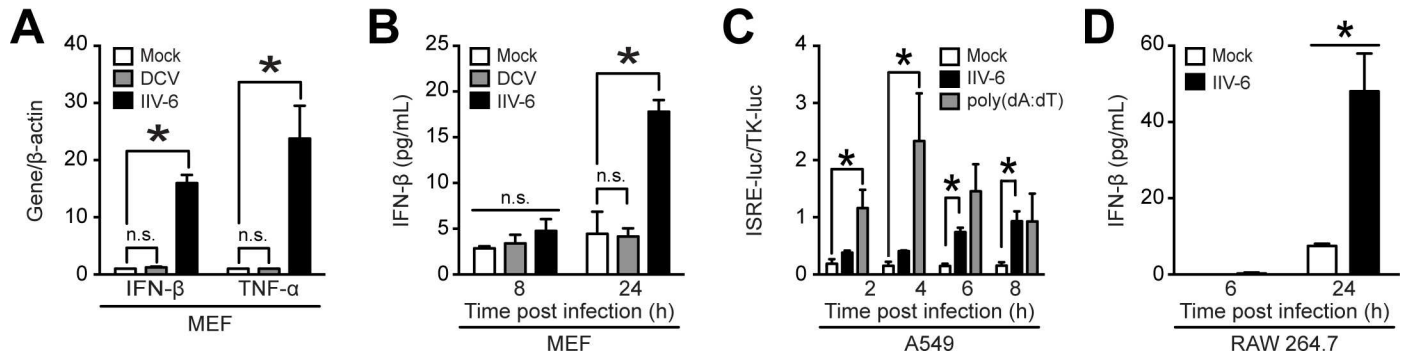 A
Gene/β-actin
40
30
20
10
0
Mock
DCV
IIV-6
*
*
n.s.
n.s.
IFN-β
TNF-α
MEF
B
IFN-β (pg/mL)
25
20
15
10
5
0
Mock
DCV
IIV-6
*
n.s.
n.s.
8
24
Time post infection (h)
MEF
C
ISRE-luc/TK-luc
4
3
2
1
0
Mock
IIV-6
poly(dA:dT)
*
*
*
*
2
4
6
8
Time post infection (h)
A549
D
IFN-β (pg/mL)
60
40
20
0
Mock
IIV-6
*
6
24
Time post infection (h)
RAW 264.7